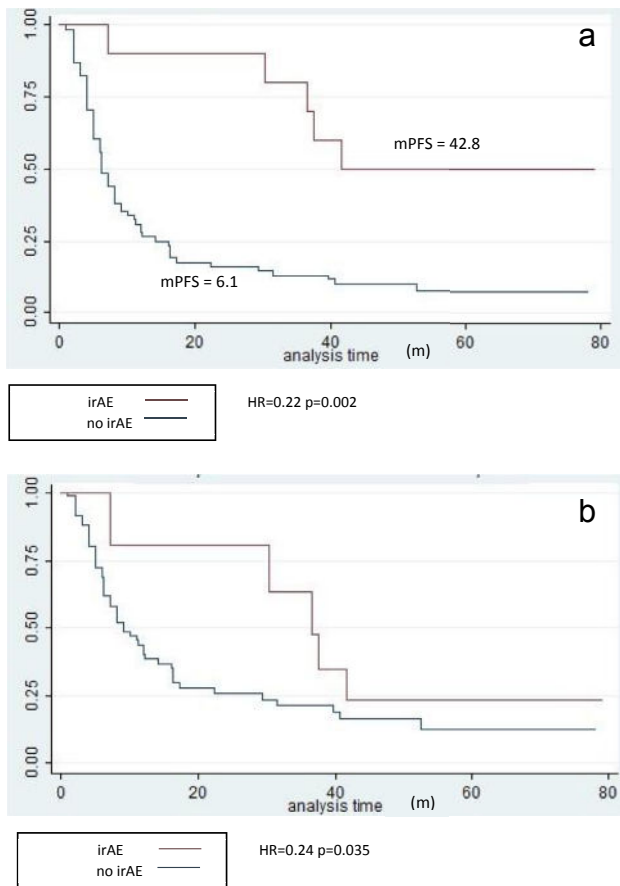 a
1.00
0.75
0.50
0.25
0.00
mPFS = 42.8
mPFS = 6.1
0 20 40 60 80
analysis time (m)
irAE
no irAE
HR=0.22 p=0.002
b
1.00
0.75
0.50
0.25
0.00
0 20 40 60 80
analysis time (m)
irAE
no irAE
HR=0.24 p=0.035